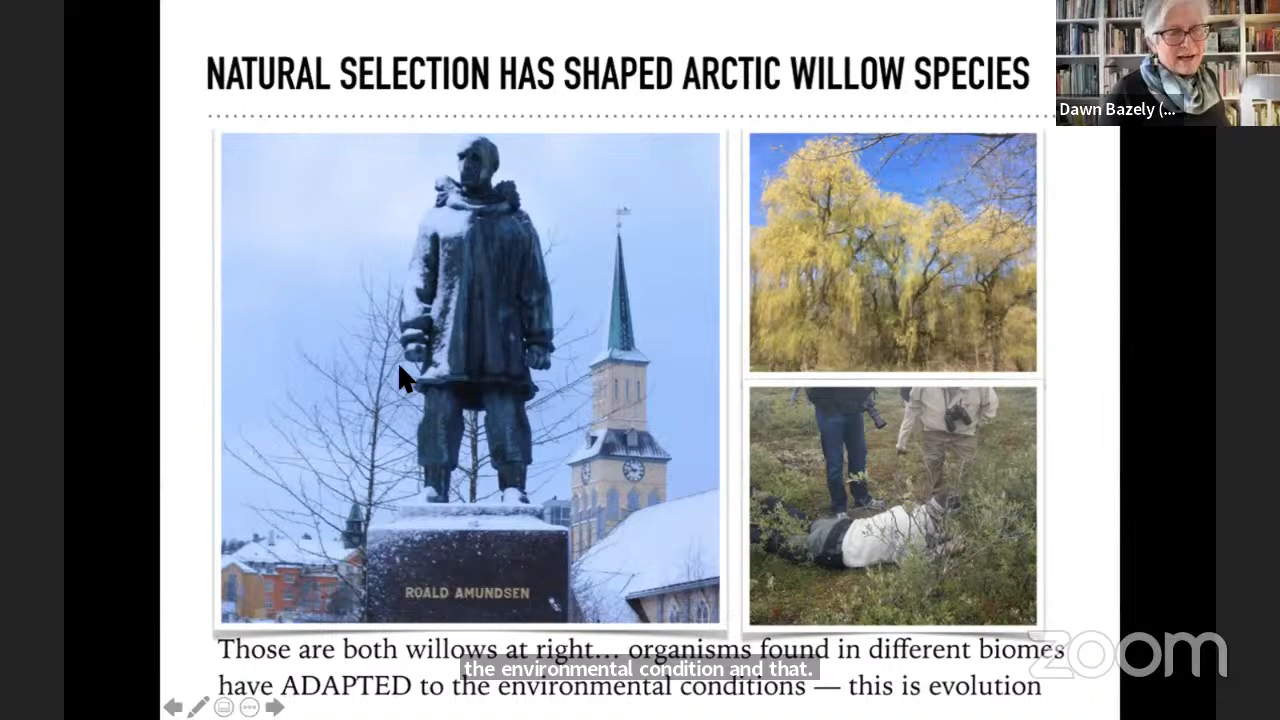 NATURAL SELECTION HAS SHAPED ARCTIC WILLOW SPECIES
Dawn Bazely (...
ROALD AMUNDSEN
Those are both willows at right... organisms found in different biomes
the environmental condition and that.
have ADAPTED to the environmental conditions — this is evolution
zoom